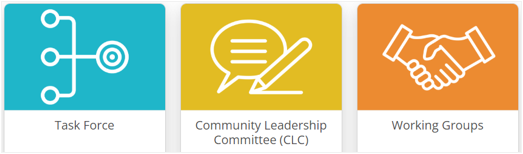 Task Force
Community Leadership
Committee (CLC)
Working Groups